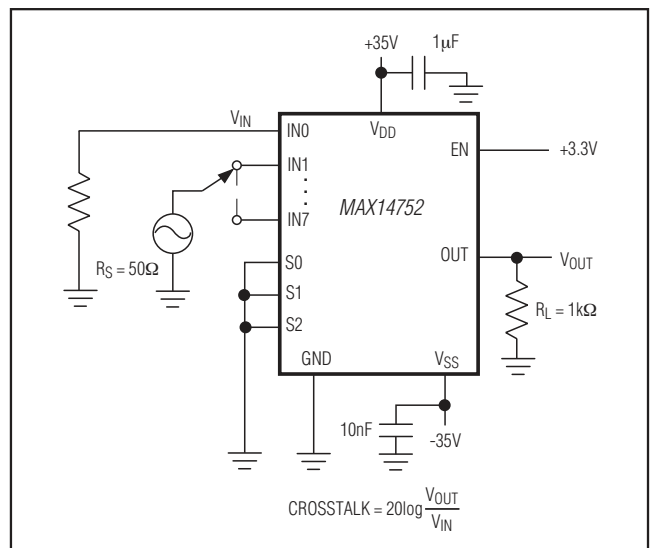 +35V
1µF
VIN
IN0
VDD
EN
+3.3V
IN1
MAX14752
IN7
OUT
VOUT
RS = 50Ω
S0
S1
RL = 1kΩ
S2
GND
VSS
10nF
-35V
CROSSTALK = 20log VOUT/VIN